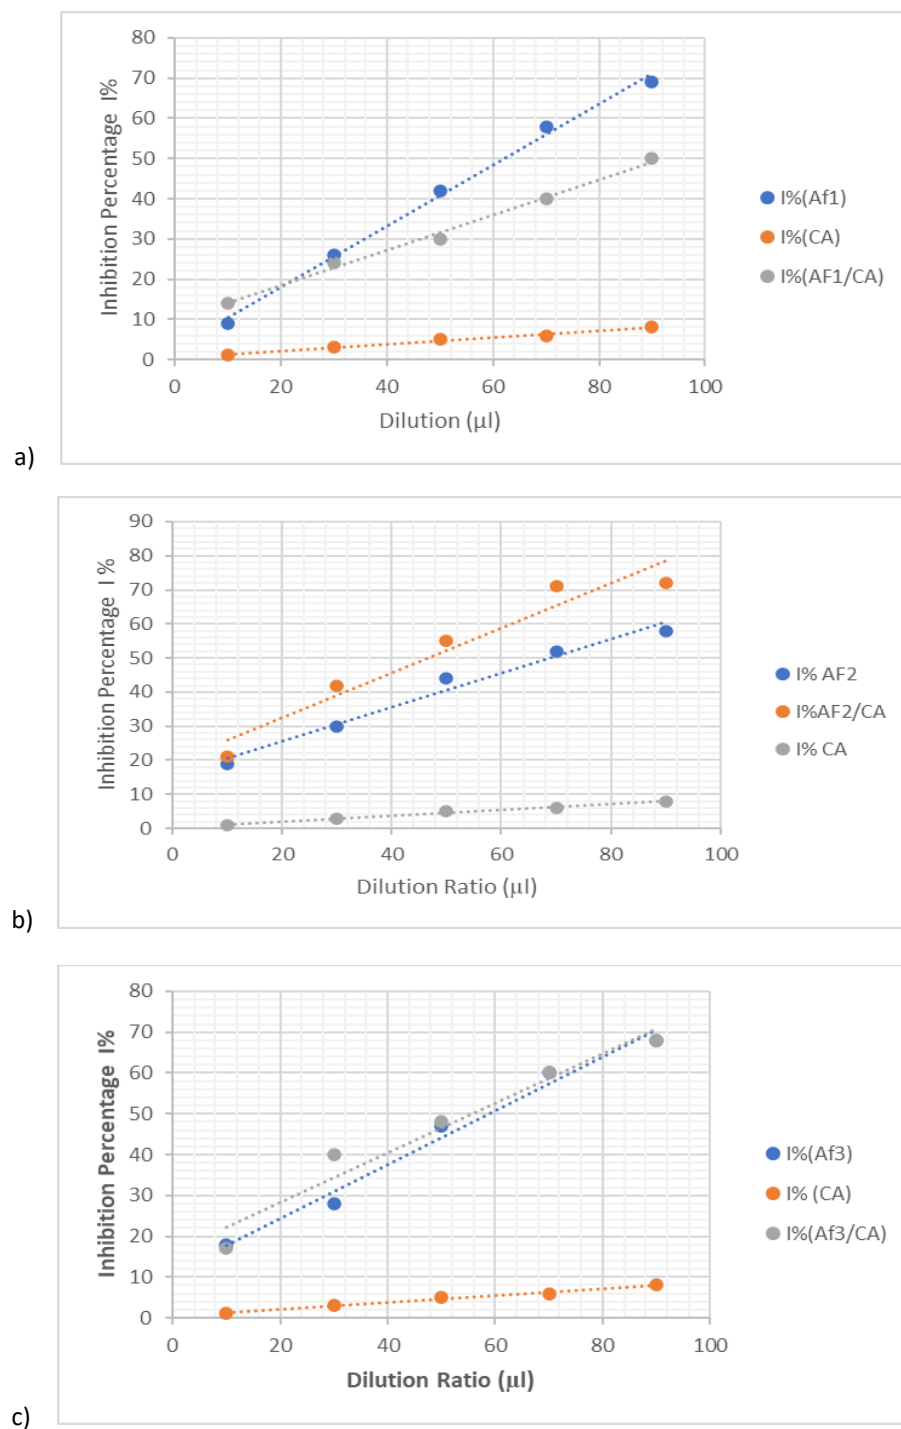 80
70
60
50
40
30
20
10
0
0 20 40 60 80 100
Inhibition Percentage I%
Dilution (µl)
I%(Af1)
I%(CA)
I%(AF1/CA)
a)
90
80
70
60
50
40
30
20
10
0
0 20 40 60 80 100
Inhibition Percentage I %
Dilution Ratio (µl)
I% AF2
I%AF2/CA
I% CA
b)
80
70
60
50
40
30
20
10
0
0 20 40 60 80 100
Inhibition Percentage I%
Dilution Ratio (µl)
I%(Af3)
I% (CA)
I%(Af3/CA)
c)